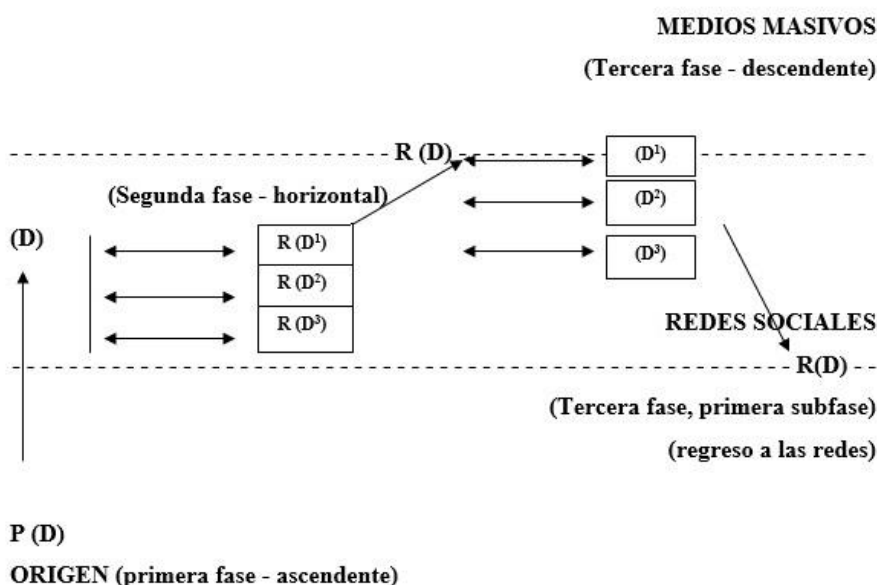 MEDIOS MASIVOS
(Tercera fase - descendente)
R (D)
(D¹)
(Segunda fase - horizontal)
(D²)
(D)
R (D¹)
(D³)
R (D²)
R (D³)
REDES SOCIALES
R(D)
(Tercera fase, primera subfase)
(regreso a las redes)
P (D)
ORIGEN (primera fase - ascendente)